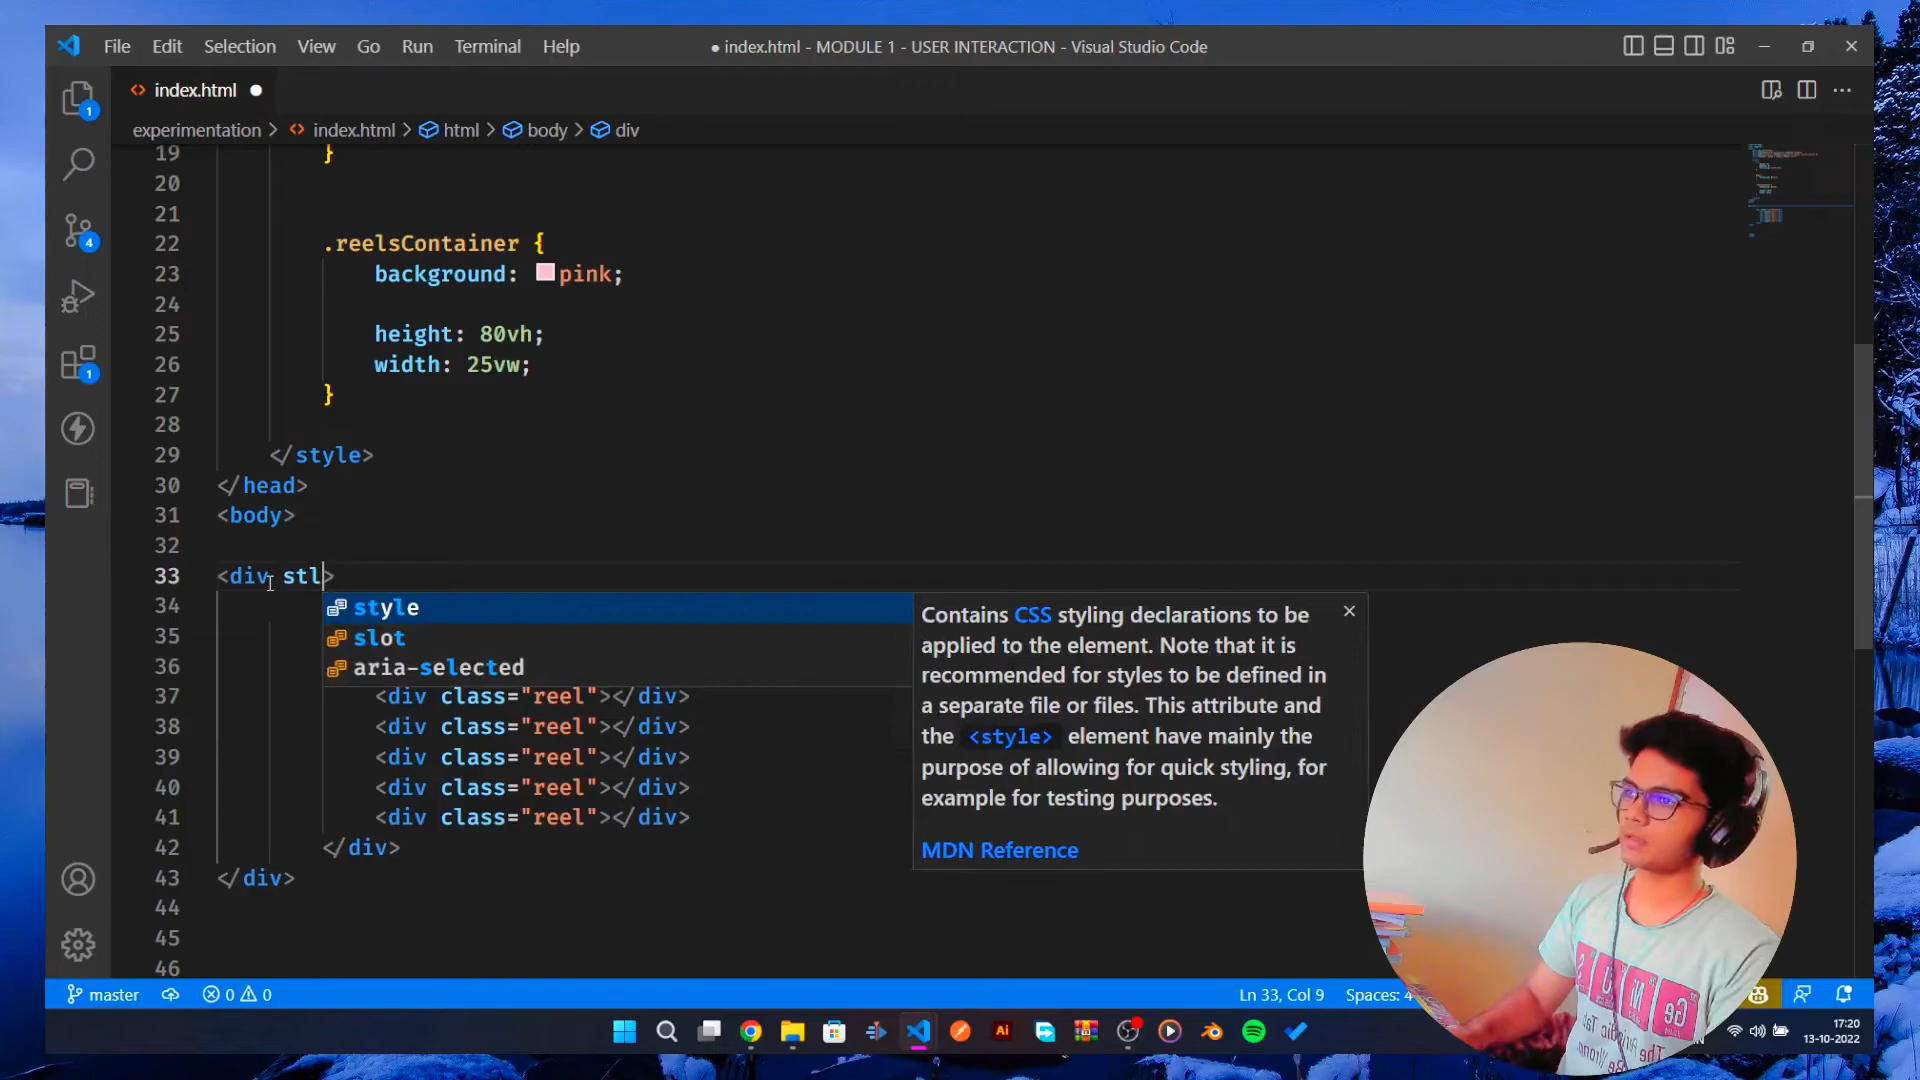 File Edit Selection View Go Run Terminal Help
● index.html - MODULE 1 - USER INTERACTION - Visual Studio Code
1
index.html
experimentation > index.html > html > body > div
19 }
20
21
22 .reelsContainer {
23 background: pink;
24
25 height: 80vh;
26 width: 25vw;
27 }
28
29 </style>
30 </head>
31 <body>
32
33 <div stl>
34
35
36
37 <div class="reel"></div>
38 <div class="reel"></div>
39 <div class="reel"></div>
40 <div class="reel"></div>
41 <div class="reel"></div>
42 </div>
43 </div>
44
45
46
style
slot
aria-selected
Contains CSS styling declarations to be
applied to the element. Note that it is
recommended for styles to be defined in
a separate file or files. This attribute and
the <style> element have mainly the
purpose of allowing for quick styling, for
example for testing purposes.
MDN Reference
4
1
master 0 0
Ln 33, Col 9 Spaces: 4
Ai
17:20
13-10-2022